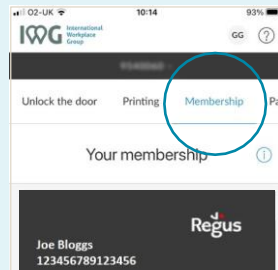 O2-UK 10:14 93%
IWG International
Workplace
Group
GG ?
Unlock the door Printing Membership Pa
Your membership i
Regus
Joe Bloggs
123456789123456